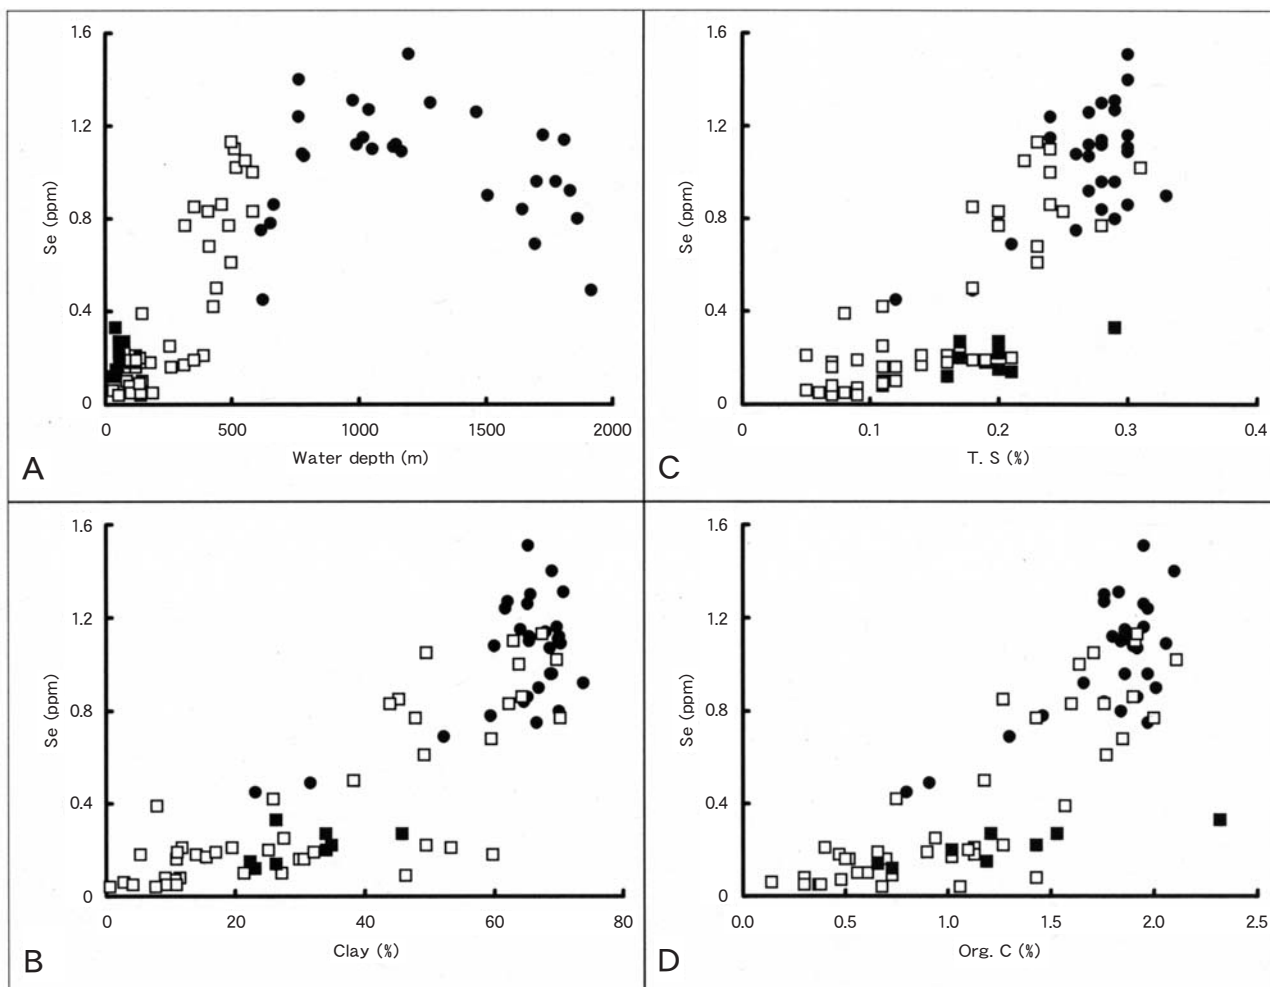 1.6
1.2
0.8
0.4
0
Se (ppm)
0 500 1000 1500 2000
Water depth (m)
A
1.6
1.2
0.8
0.4
0
Se (ppm)
0 0.1 0.2 0.3 0.4
T. S (%)
C
1.6
1.2
0.8
0.4
0
Se (ppm)
0 20 40 60 80
Clay (%)
B
1.6
1.2
0.8
0.4
0
Se (ppm)
0.0 0.5 1.0 1.5 2.0 2.5
Org. C (%)
D